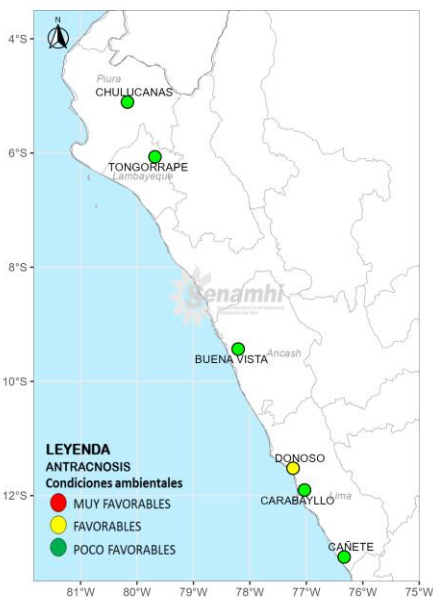 4°S
N
Piura
CHULUCANAS
6°S
TONGORRAPE
Lambayeque
8°S
Senamhi
BUENA VISTA
Ancash
10°S
LEYENDA
ANTRACNOSIS
Condiciones ambientales
MUY FAVORABLES
FAVORABLES
POCO FAVORABLES
DONOSO
12°S
CARABAYLLO
Lima
CAÑETE
81°W
80°W
79°W
78°W
77°W
76°W
75°W